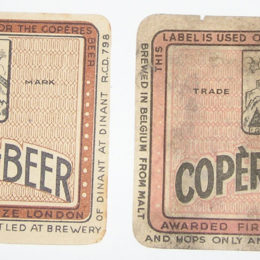 OR THE COPÈRES
BEER
MARK
BEER
ZE LONDON
TLED AT BREWERY
OF DINANT AT DINANT R.C.D. 798
THIS
LABEL IS USED O
TRADE
COPÈR
AWARDED FIR
BREWED IN BELGIUM FROM MALT
AND HOPS ONLY AN